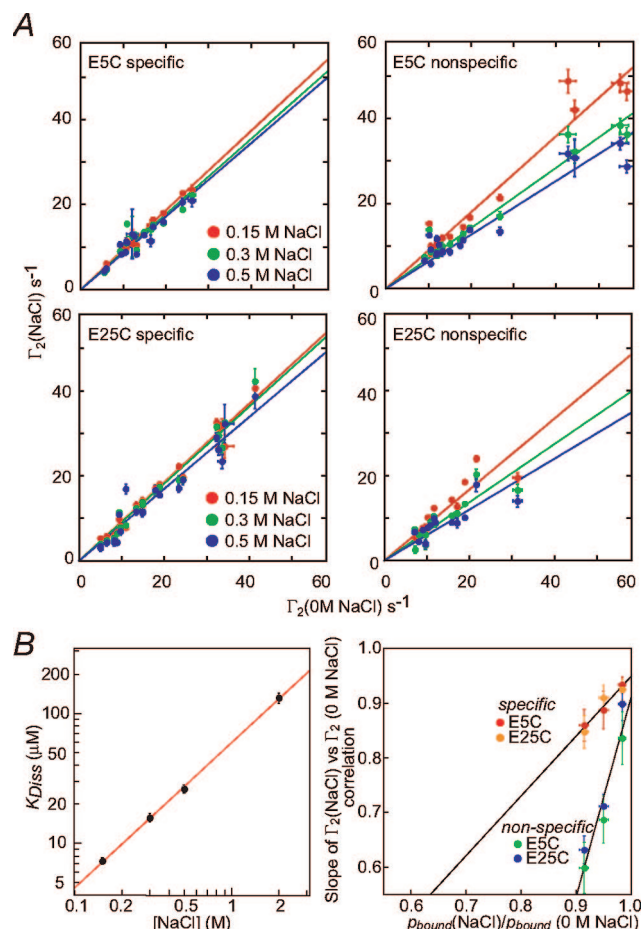 A
E5C specific
60
40
20
0
0.15 M NaCl
0.3 M NaCl
0.5 M NaCl
E5C nonspecific
60
40
20
0
Γ2(NaCl) s-1
E25C specific
60
40
20
0
0.15 M NaCl
0.3 M NaCl
0.5 M NaCl
0 20 40 60
E25C nonspecific
60
40
20
0
0 20 40 60
Γ2(0M NaCl) s-1
B
KDiss (µM)
200
100
50
20
10
5
0.1 0.2 0.5 1 2
[NaCl] (M)
Slope of Γ2(NaCl) vs Γ2 (0 M NaCl)
correlation
1.0
0.9
0.8
0.7
0.6
specific
E5C
E25C
non-specific
E5C
E25C
0.6 0.7 0.8 0.9 1.0
pbound(NaCl)/pbound (0 M NaCl)